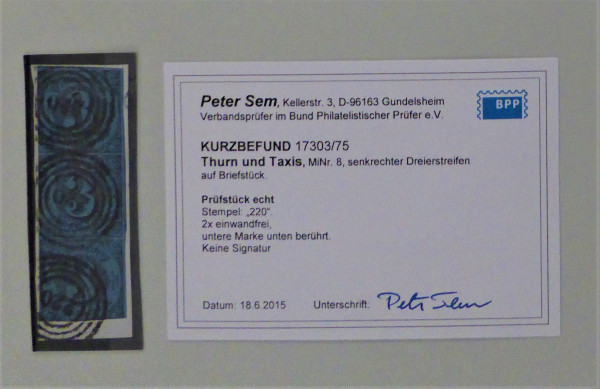 Peter Sem, Kellerstr. 3, D-96163 Gundelsheim
Verbandsprüfer im Bund Philatelistischer Prüfer e.V.
BPP
KURZBEFUND 17303/75
Thurn und Taxis, MiNr. 8, senkrechter Dreierstreifen
auf Briefstück.
Prüfstück echt
Stempel: „220“.
2x einwandfrei,
untere Marke unten berührt.
Keine Signatur
Datum: 18.6.2015 Unterschrift: Peter Sem